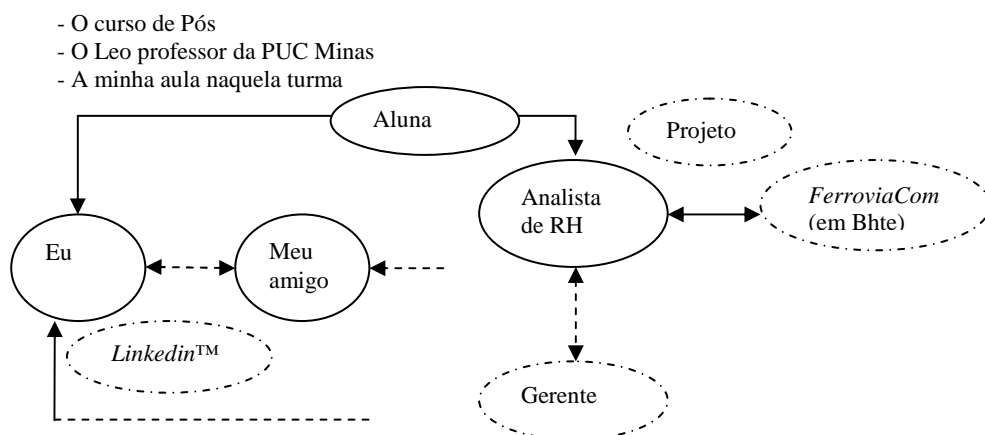 - O curso de Pós
- O Leo professor da PUC Minas
- A minha aula naquela turma
Aluna
Projeto
Analista
de RH
FerroviaCom
(em Bhte)
Eu
Meu
amigo
Linkedin™
Gerente